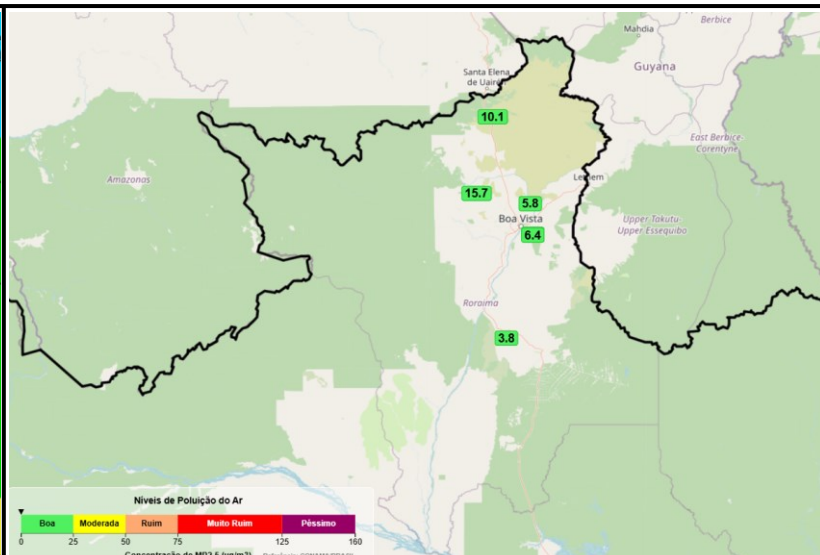 Mahdia
Berbice
Guyana
Santa Elena
de Uairén
10.1
East Berbice-
Corentyne
Amazonas
15.7
Lethem
5.8
Boa Vista
Upper Takutu
Upper Essequibo
6.4
Roraima
3.8
Níveis de Poluição do Ar
Boa Moderada Ruim Muito Ruim Péssimo
0 25 50 75 125 160